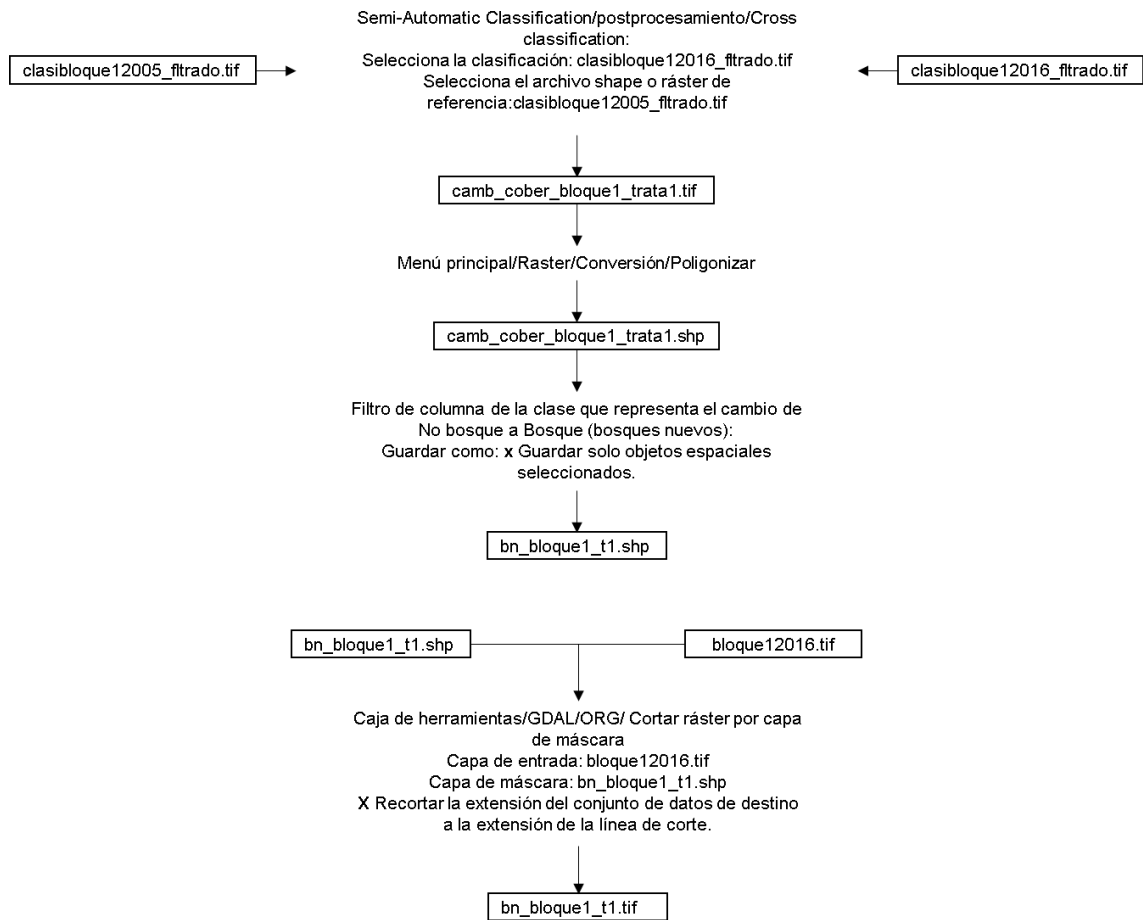 Semi-Automatic Classification/postprocesamiento/Cross
classification:
Selecciona la clasificación: clasibloque12016_fltrado.tif
Selecciona el archivo shape o ráster de
referencia:clasibloque12005_fltrado.tif
clasibloque12005_fltrado.tif
clasibloque12016_fltrado.tif
camb_cober_bloque1_trata1.tif
Menú principal/Raster/Conversión/Poligonizar
camb_cober_bloque1_trata1.shp
Filtro de columna de la clase que representa el cambio de
No bosque a Bosque (bosques nuevos):
Guardar como: x Guardar solo objetos espaciales
seleccionados.
bn_bloque1_t1.shp
bn_bloque1_t1.shp
bloque12016.tif
Caja de herramientas/GDAL/ORG/ Cortar ráster por capa
de máscara
Capa de entrada: bloque12016.tif
Capa de máscara: bn_bloque1_t1.shp
X Recortar la extensión del conjunto de datos de destino
a la extensión de la línea de corte.
bn_bloque1_t1.tif